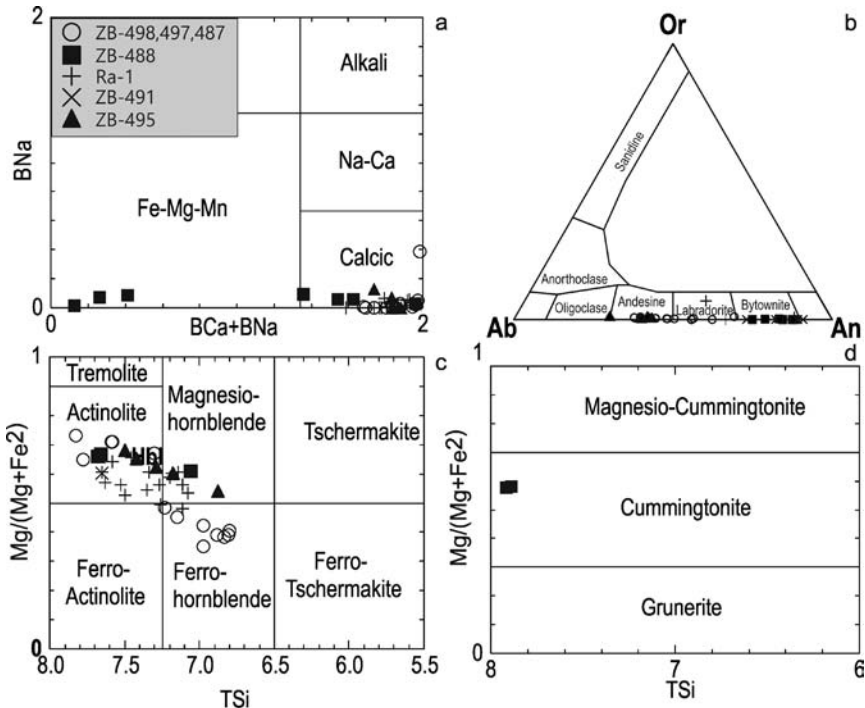 2
a
ZB-498,497,487
ZB-488
Ra-1
ZB-491
ZB-495
Alkali
Na-Ca
Fe-Mg-Mn
Calcic
BNa
0
0
BCa+BNa
2
b
Or
Sanidine
Anorthoclase
Oligoclase
Andesine
Labradorite
Bytownite
Ab
An
1
c
Tremolite
Actinolite
Magnesio-
hornblende
Tschermakite
Mg/(Mg+Fe2)
Ferro-
Actinolite
Ferro-
hornblende
Ferro-
Tschermakite
0
8.0
7.5
7.0
6.5
6.0
5.5
TSi
1
d
Magnesio-Cummingtonite
Mg/(Mg+Fe2)
Cummingtonite
Grunerite
0
8
7
6
TSi